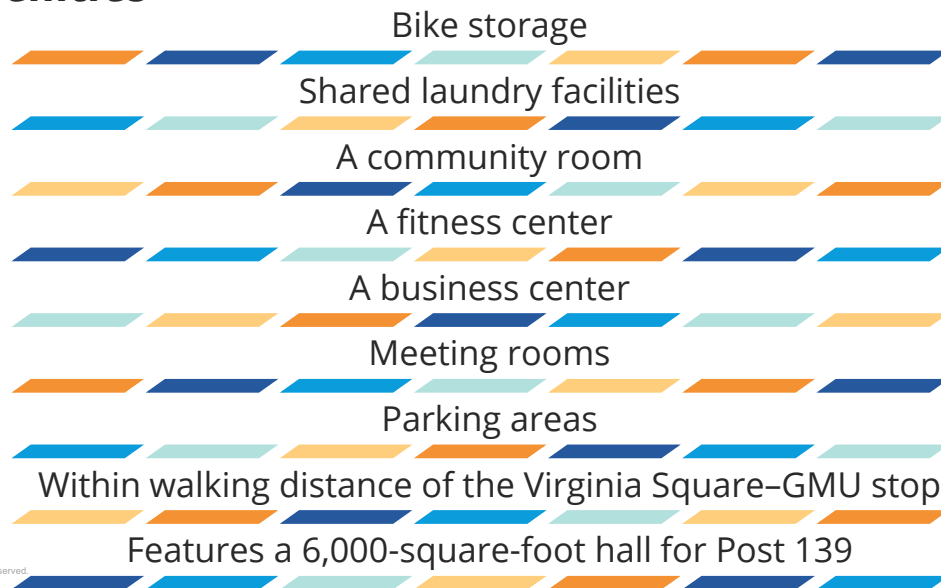 Bike storage
Shared laundry facilities
A community room
A fitness center
A business center
Meeting rooms
Parking areas
Within walking distance of the Virginia Square–GMU stop
Features a 6,000-square-foot hall for Post 139